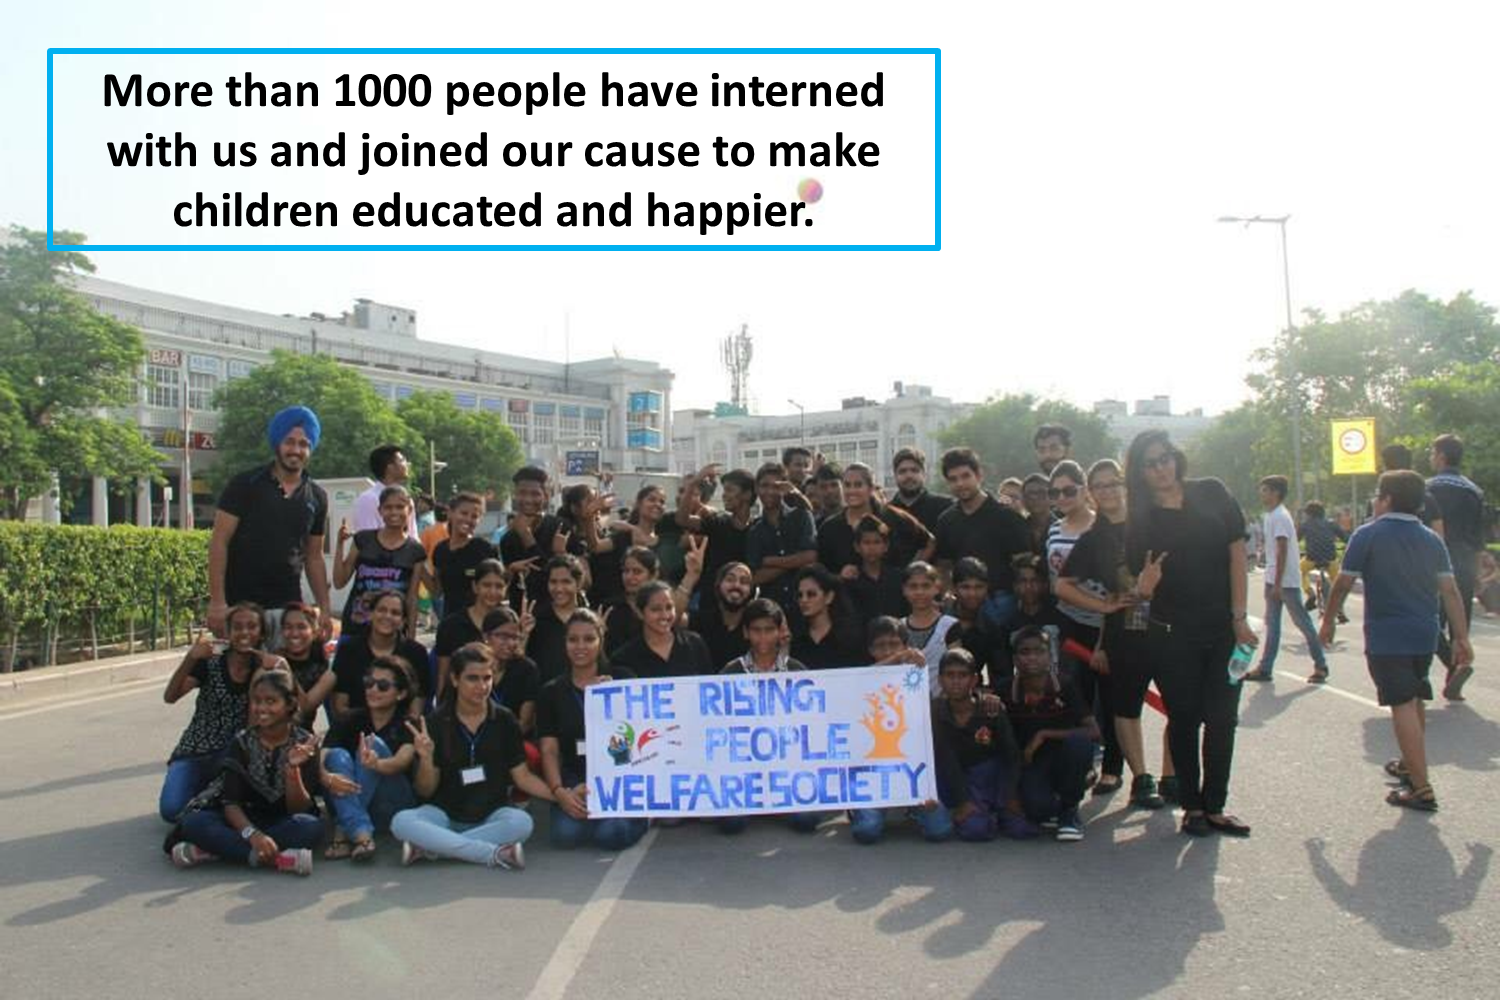 More than 1000 people have interned
with us and joined our cause to make
children educated and happier.
BAR
THE RISING
PEOPLE
WELFARE SOCIETY